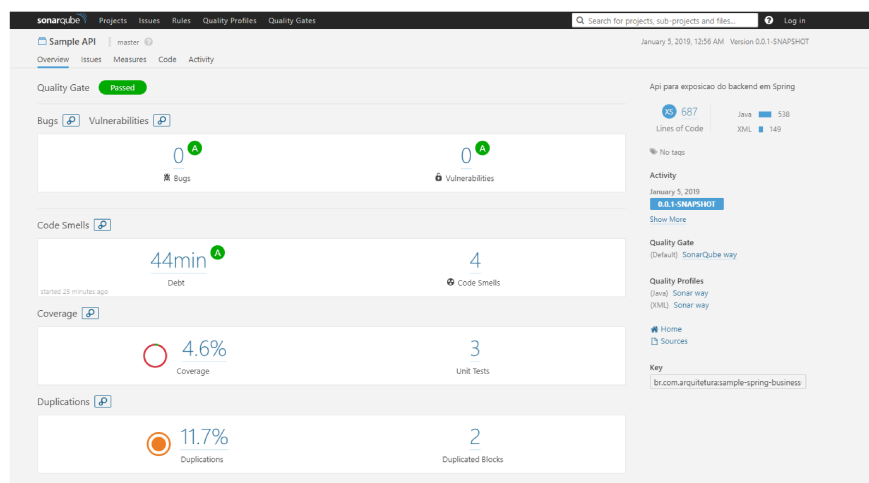 sonarqube Projects Issues Rules Quality Profiles Quality Gates Search for projects, sub-projects and files... ? Log in
Sample API master ? January 5, 2019, 12:56 AM Version 0.0.1-SNAPSHOT
Overview Issues Measures Code Activity
Quality Gate Passed
Bugs Vulnerabilities
0 A
Bugs
0 A
Vulnerabilities
Code Smells
44min A
Debt
started 25 minutes ago
4
Code Smells
Coverage
4.6%
Coverage
3
Unit Tests
Duplications
11.7%
Duplications
2
Duplicated Blocks
Api para exposicao do backend em Spring
XS 687
Lines of Code
Java 538
XML 149
No tags
Activity
January 5, 2019
0.0.1-SNAPSHOT
Show More
Quality Gate
(Default) SonarQube way
Quality Profiles
(Java) Sonar way
(XML) Sonar way
Home
Sources
Key
br.com.arquitetura:sample-spring-business